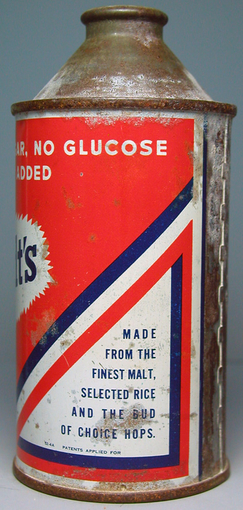 AR, NO GLUCOSE
ADDED
t's
MADE
FROM THE
FINEST MALT,
SELECTED RICE
AND THE BUD
OF CHOICE HOPS.
PATENTS APPLIED FOR